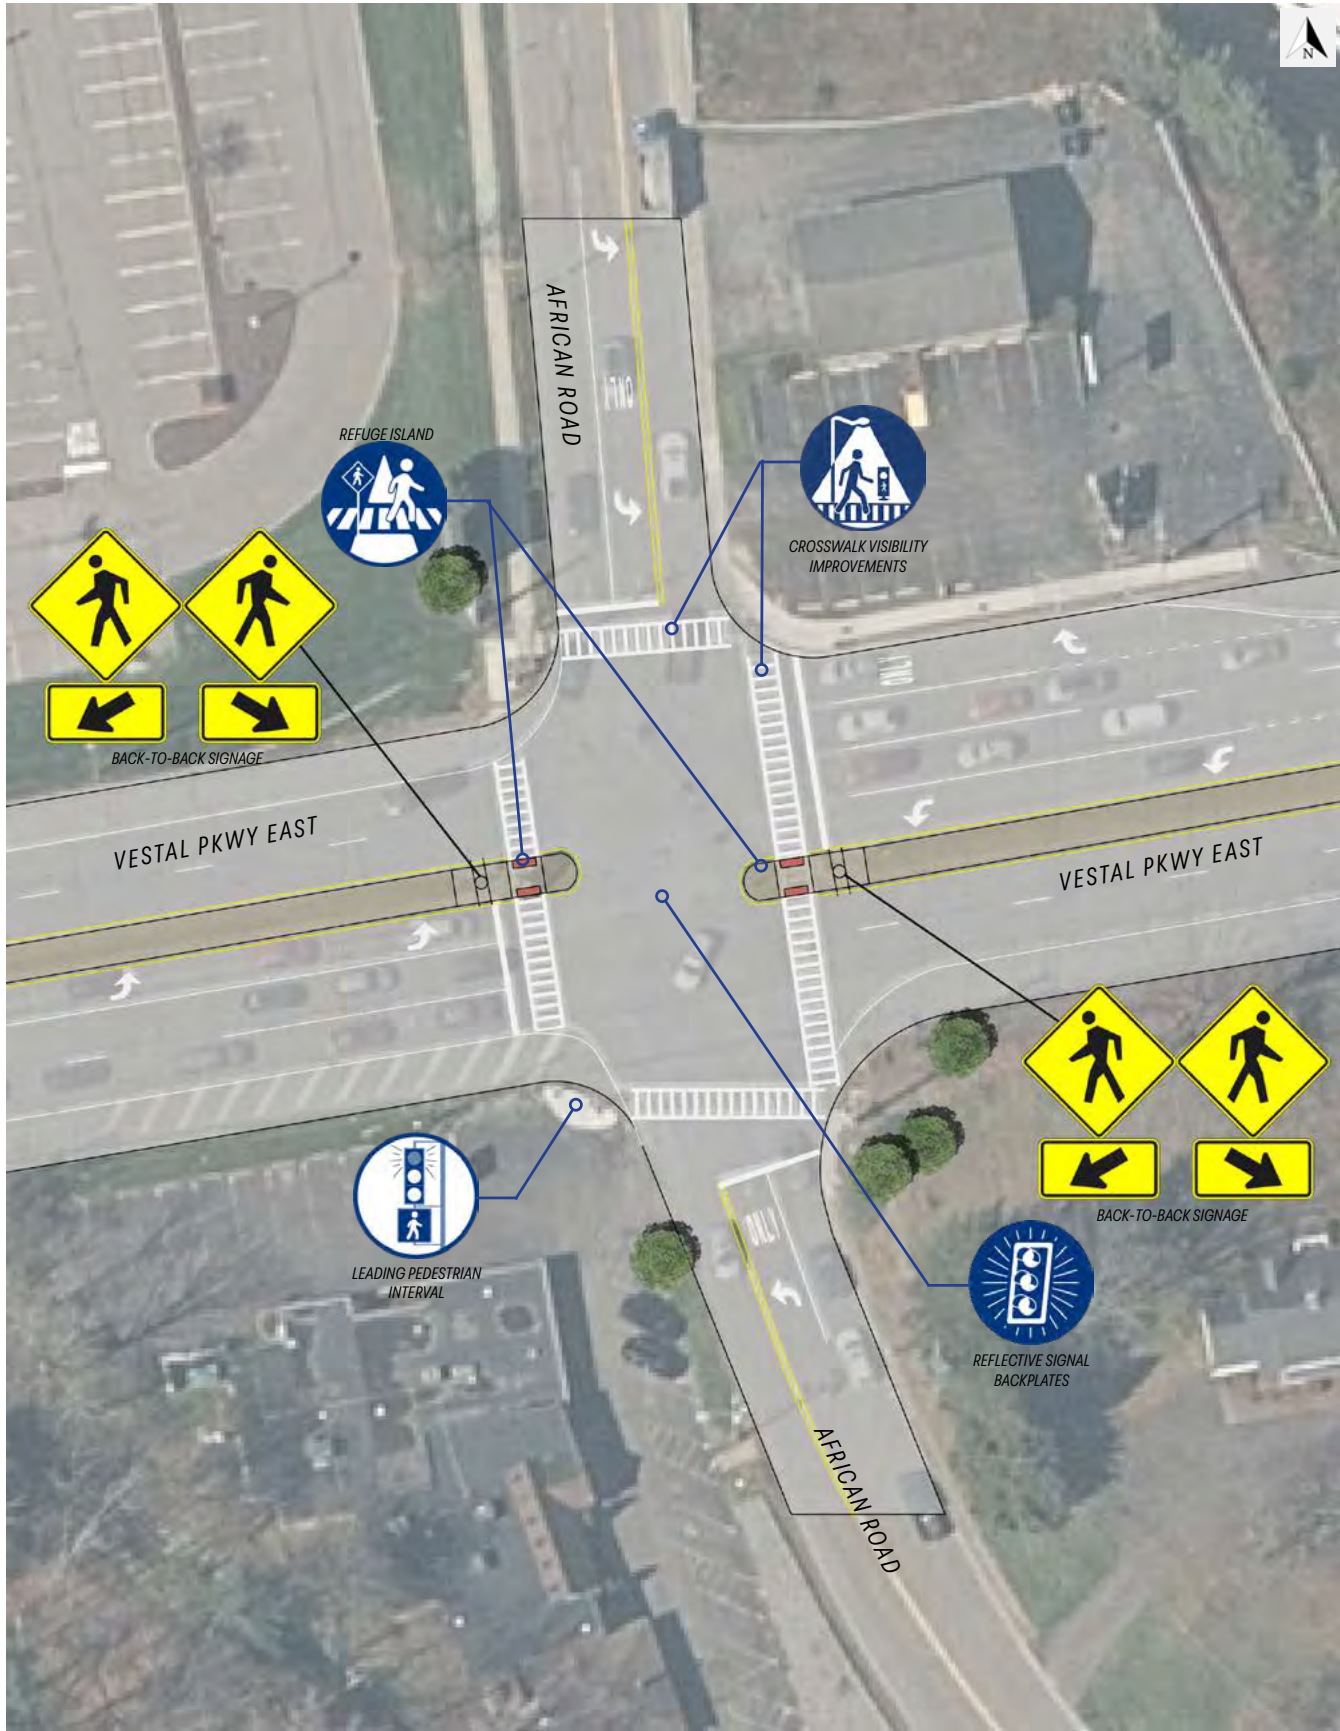 N
AFRICAN ROAD
ONLY
REFUGE ISLAND
CROSSWALK VISIBILITY
IMPROVEMENTS
ONLY
BACK-TO-BACK SIGNAGE
VESTAL PKWY EAST
VESTAL PKWY EAST
LEADING PEDESTRIAN
INTERVAL
ONLY
BACK-TO-BACK SIGNAGE
REFLECTIVE SIGNAL
BACKPLATES
AFRICAN ROAD